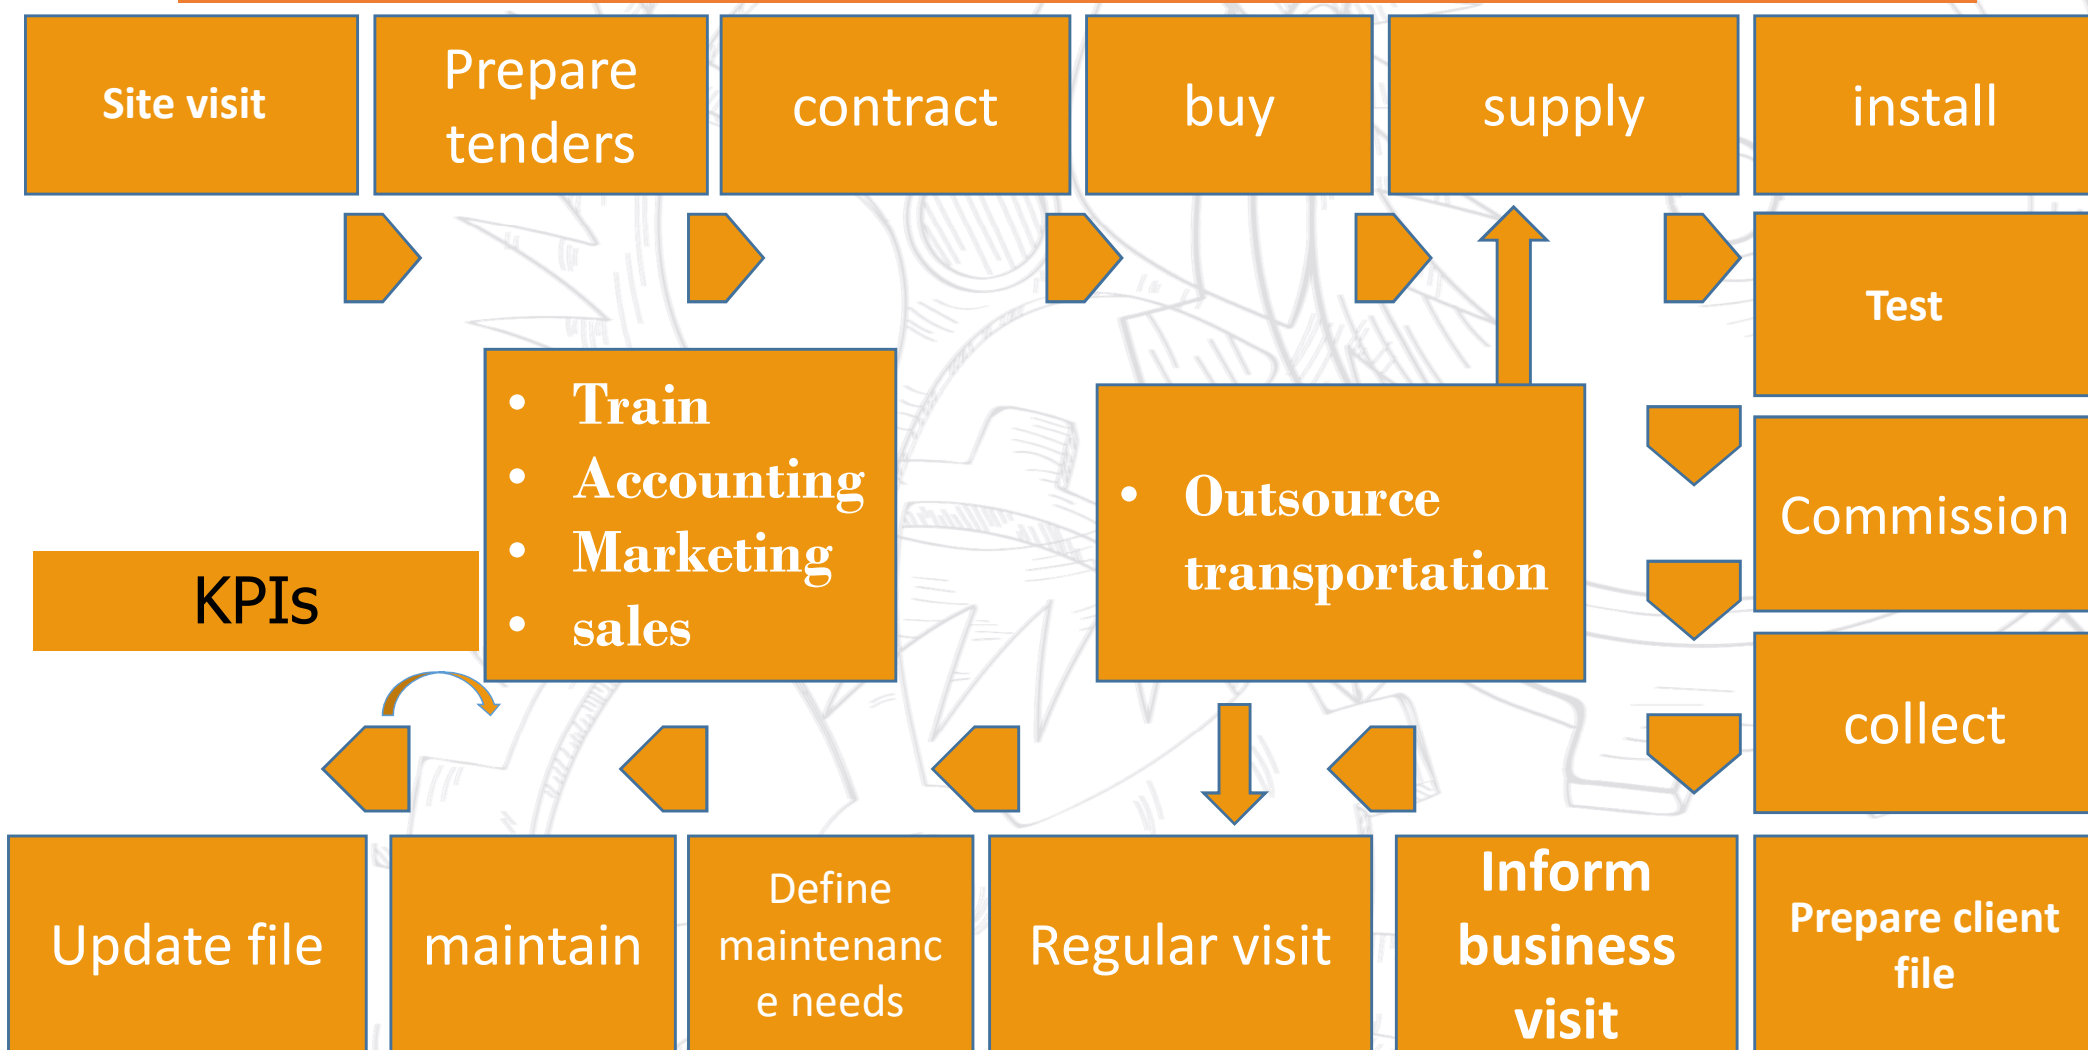 Site visit
Prepare
tenders
contract
buy
supply
install
Test
• Train
• Accounting
• Marketing
• sales
• Outsource
transportation
Commission
KPIs
collect
Update file
maintain
Define
maintenanc
e needs
Regular visit
Inform
business
visit
Prepare client
file